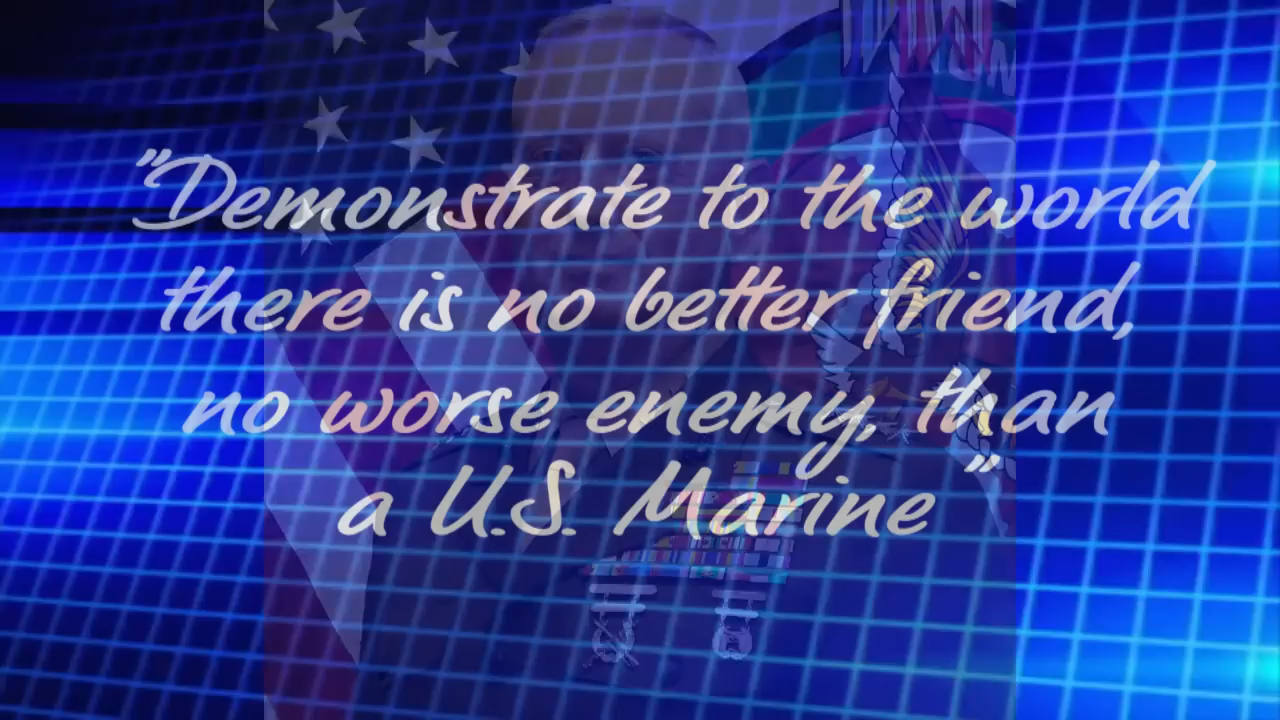 "Demonstrate to the world
there is no better friend,
no worse enemy, than
a U.S. Marine"